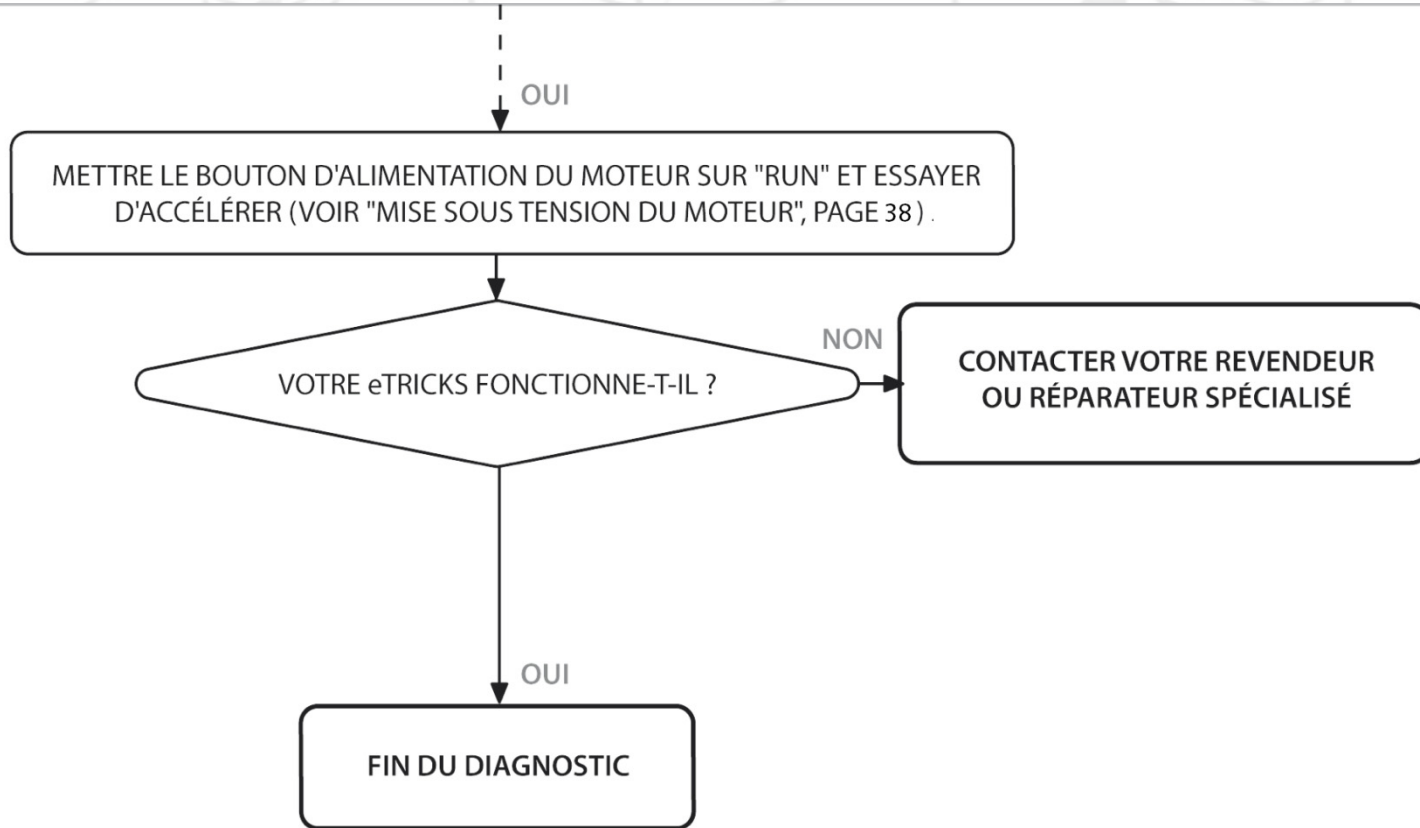 OUI
METTRE LE BOUTON D'ALIMENTATION DU MOTEUR SUR "RUN" ET ESSAYER
D'ACCÉLÉRER (VOIR "MISE SOUS TENSION DU MOTEUR", PAGE 38 ) .
NON
VOTRE eTRICKS FONCTIONNE-T-IL ?
CONTACTER VOTRE REVENDEUR
OU RÉPARATEUR SPÉCIALISÉ
OUI
FIN DU DIAGNOSTIC